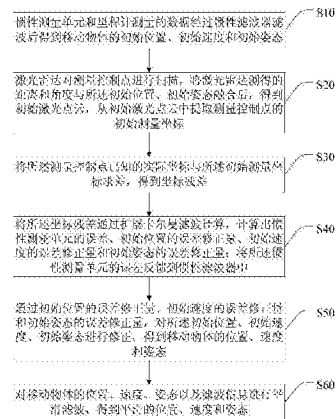 惯性测量单元和里程计测量的数据经过惯性滤波器滤
波后得到移动物体的初始位置、初始速度和初始姿态
S10
激光雷达对测量控制点进行扫描，将激光雷达测得的
距离和角度与所述初始位置、初始姿态融合后，得到
初始激光点云，从初始激光点云中提取测量控制点的
初始测量坐标
S20
将所述测量控制点已知的实际坐标与所述初始测量坐
标求差，得到坐标残差
S30
将所述坐标残差通过扩展卡尔曼滤波计算，计算出惯
性测量单元的误差、初始位置的误差修正量、初始速
度的误差修正量和初始姿态的误差修正量；将所述惯
性测量单元的误差反馈到惯性滤波器中
S40
通过初始位置的误差修正量、初始速度的误差修正量
和初始姿态的误差修正量，对所述初始位置、初始速
度、初始姿态进行修正，得到移动物体的位置、速度
和姿态
S50
对移动物体的位置、速度、姿态以及滤波信息进行平
滑滤波，得到平滑的位置、速度和姿态
S60